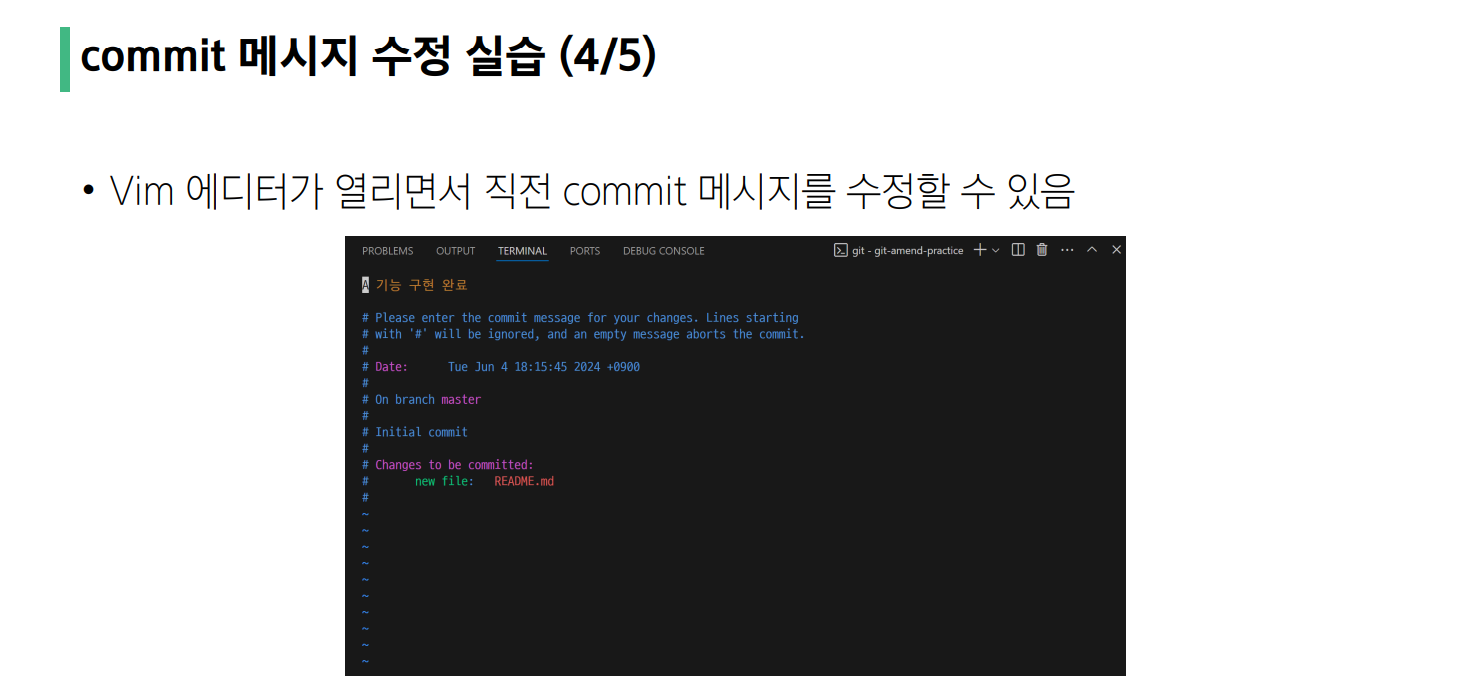 commit 메시지 수정 실습 (4/5)
• Vim 에디터가 열리면서 직전 commit 메시지를 수정할 수 있음
PROBLEMS OUTPUT TERMINAL PORTS DEBUG CONSOLE git - git-amend-practice
A 기능 구현 완료
# Please enter the commit message for your changes. Lines starting
# with '#' will be ignored, and an empty message aborts the commit.
#
# Date: Tue Jun 4 18:15:45 2024 +0900
#
# On branch master
#
# Initial commit
#
# Changes to be committed:
# new file: README.md
#
~
~
~
~
~
~
~
~
~
~